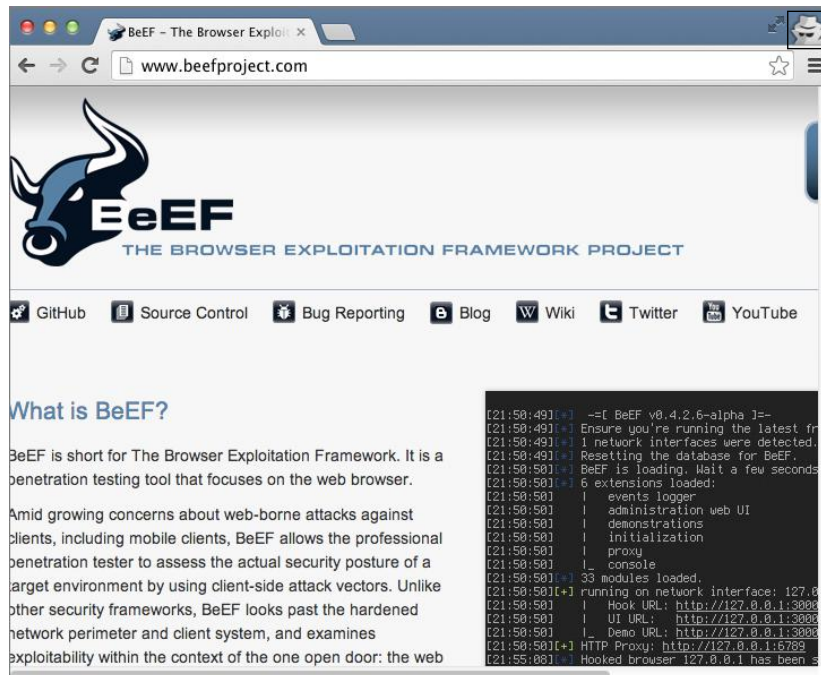 BeEF – The Browser Exploit
www.beefproject.com
BeEF
THE BROWSER EXPLOITATION FRAMEWORK PROJECT
GitHub Source Control Bug Reporting Blog Wiki Twitter YouTube
What is BeEF?
BeEF is short for The Browser Exploitation Framework. It is a
penetration testing tool that focuses on the web browser.
Amid growing concerns about web-borne attacks against
clients, including mobile clients, BeEF allows the professional
penetration tester to assess the actual security posture of a
target environment by using client-side attack vectors. Unlike
other security frameworks, BeEF looks past the hardened
network perimeter and client system, and examines
exploitability within the context of the one open door: the web
[21:50:49][*] -=[ BeEF v0.4.2.6-alpha ]=-
[21:50:49][*] Ensure you're running the latest fr
[21:50:49][*] 1 network interfaces were detected.
[21:50:49][*] Resetting the database for BeEF.
[21:50:50][*] BeEF is loading. Wait a few seconds
[21:50:50][*] 6 extensions loaded:
[21:50:50] | events logger
[21:50:50] | administration web UI
[21:50:50] | demonstrations
[21:50:50] | initialization
[21:50:50] | proxy
[21:50:50] |_ console
[21:50:50][*] 33 modules loaded.
[21:50:50][+] running on network interface: 127.0
[21:50:50] | Hook URL: http://127.0.0.1:3000
[21:50:50] | UI URL: http://127.0.0.1:3000
[21:50:50] |_ Demo URL: http://127.0.0.1:3000
[21:50:50][+] HTTP Proxy: http://127.0.0.1:6789
[21:55:08][*] Hooked browser 127.0.0.1 has been s